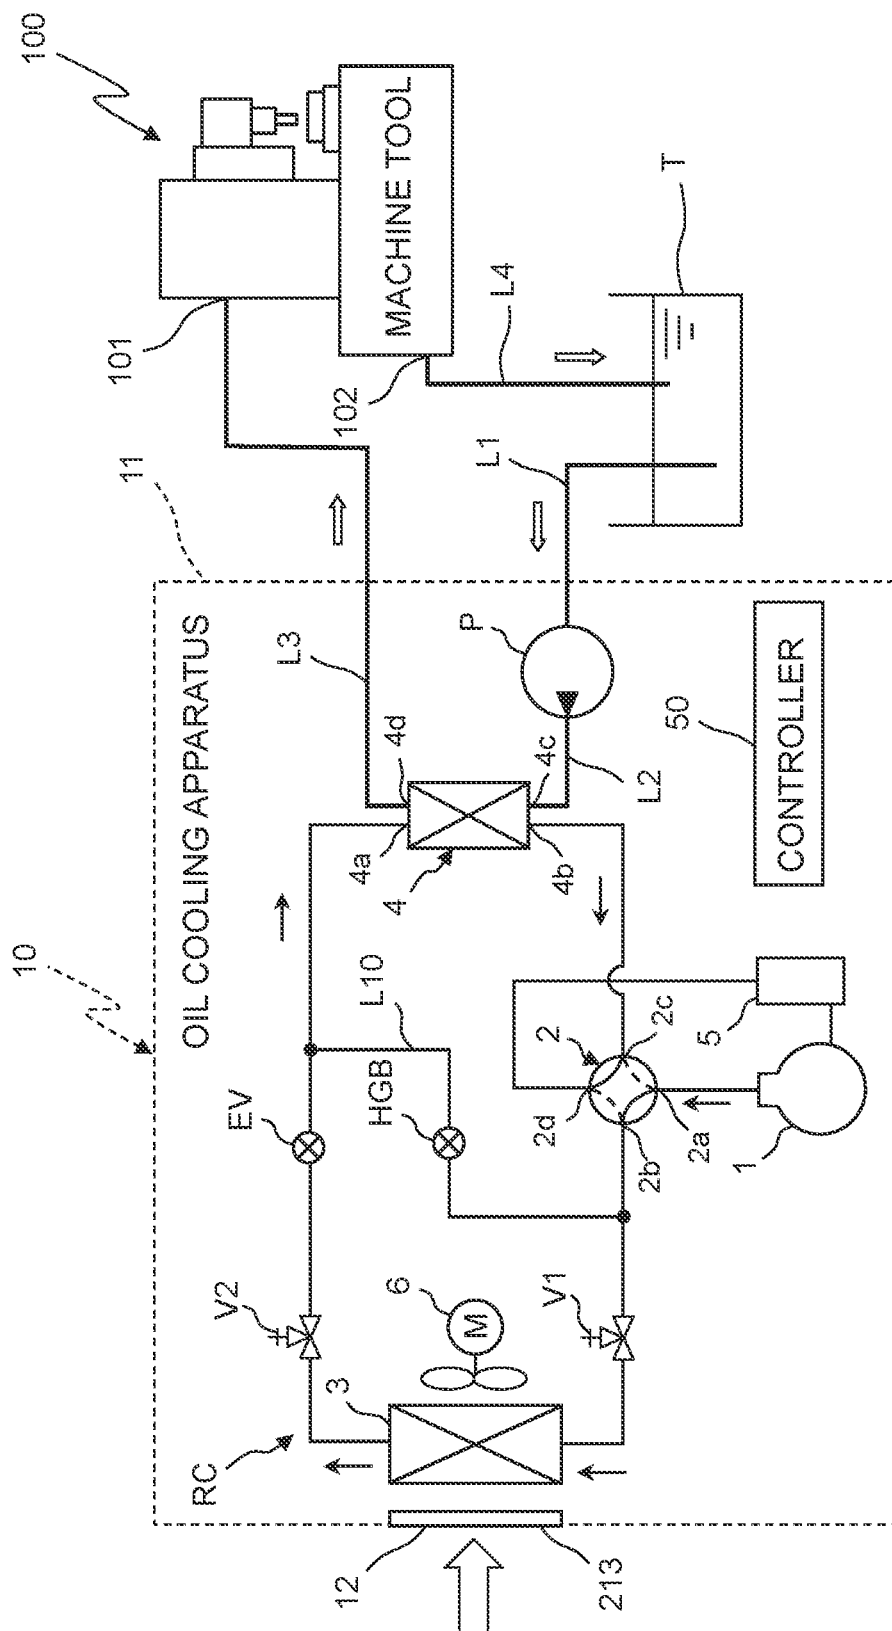 10
OIL COOLING APPARATUS
11
100
RC
V2
EV
L3
101
3
6
M
HGB
L10
4a
4d
4
102
MACHINE TOOL
12
213
V1
2b
2d
2
2c
2a
4b
4c
L2
P
L1
L4
T
1
5
50
CONTROLLER